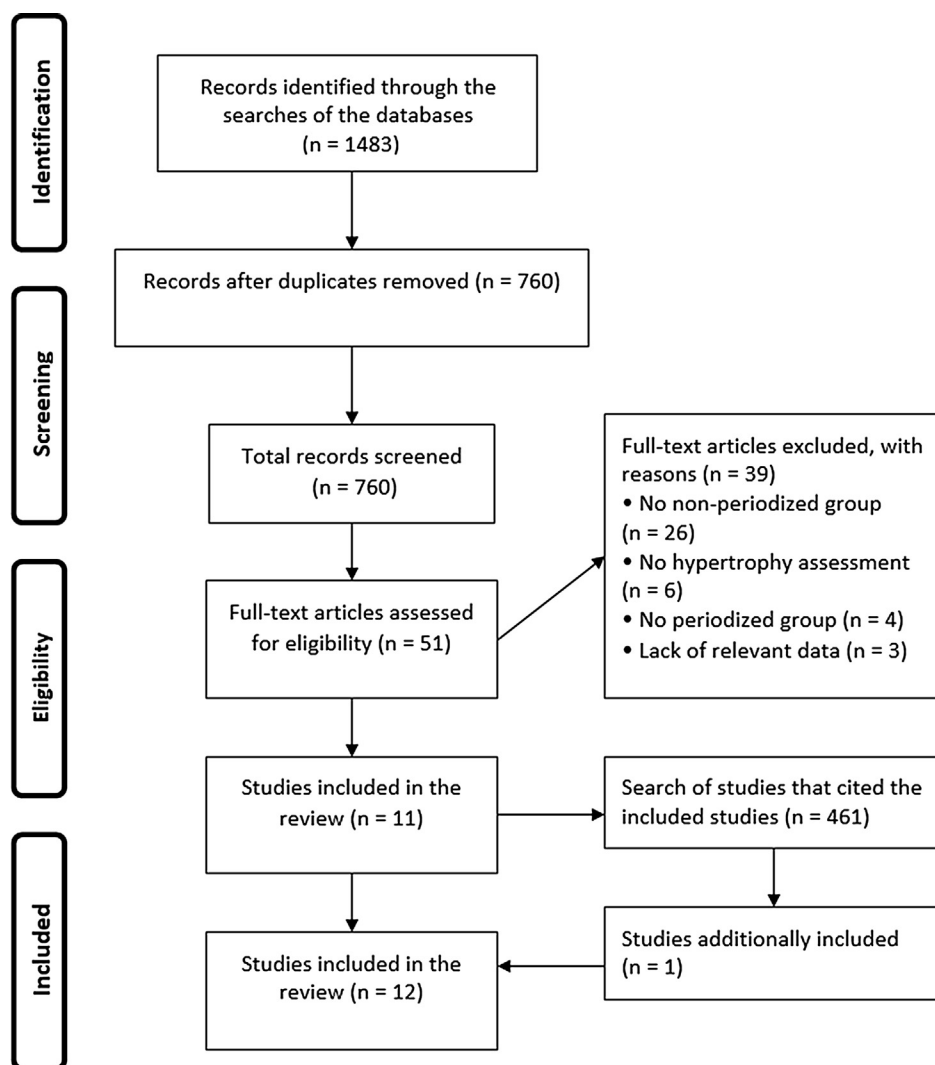 Identification
Records identified through the
searches of the databases
(n = 1483)
Records after duplicates removed (n = 760)
Screening
Total records screened
(n = 760)
Full-text articles excluded, with
reasons (n = 39)
• No non-periodized group
(n = 26)
• No hypertrophy assessment
(n = 6)
• No periodized group (n = 4)
• Lack of relevant data (n = 3)
Eligibility
Full-text articles assessed
for eligibility (n = 51)
Studies included in the
review (n = 11)
Search of studies that cited the
included studies (n = 461)
Included
Studies additionally included
(n = 1)
Studies included in the
review (n = 12)